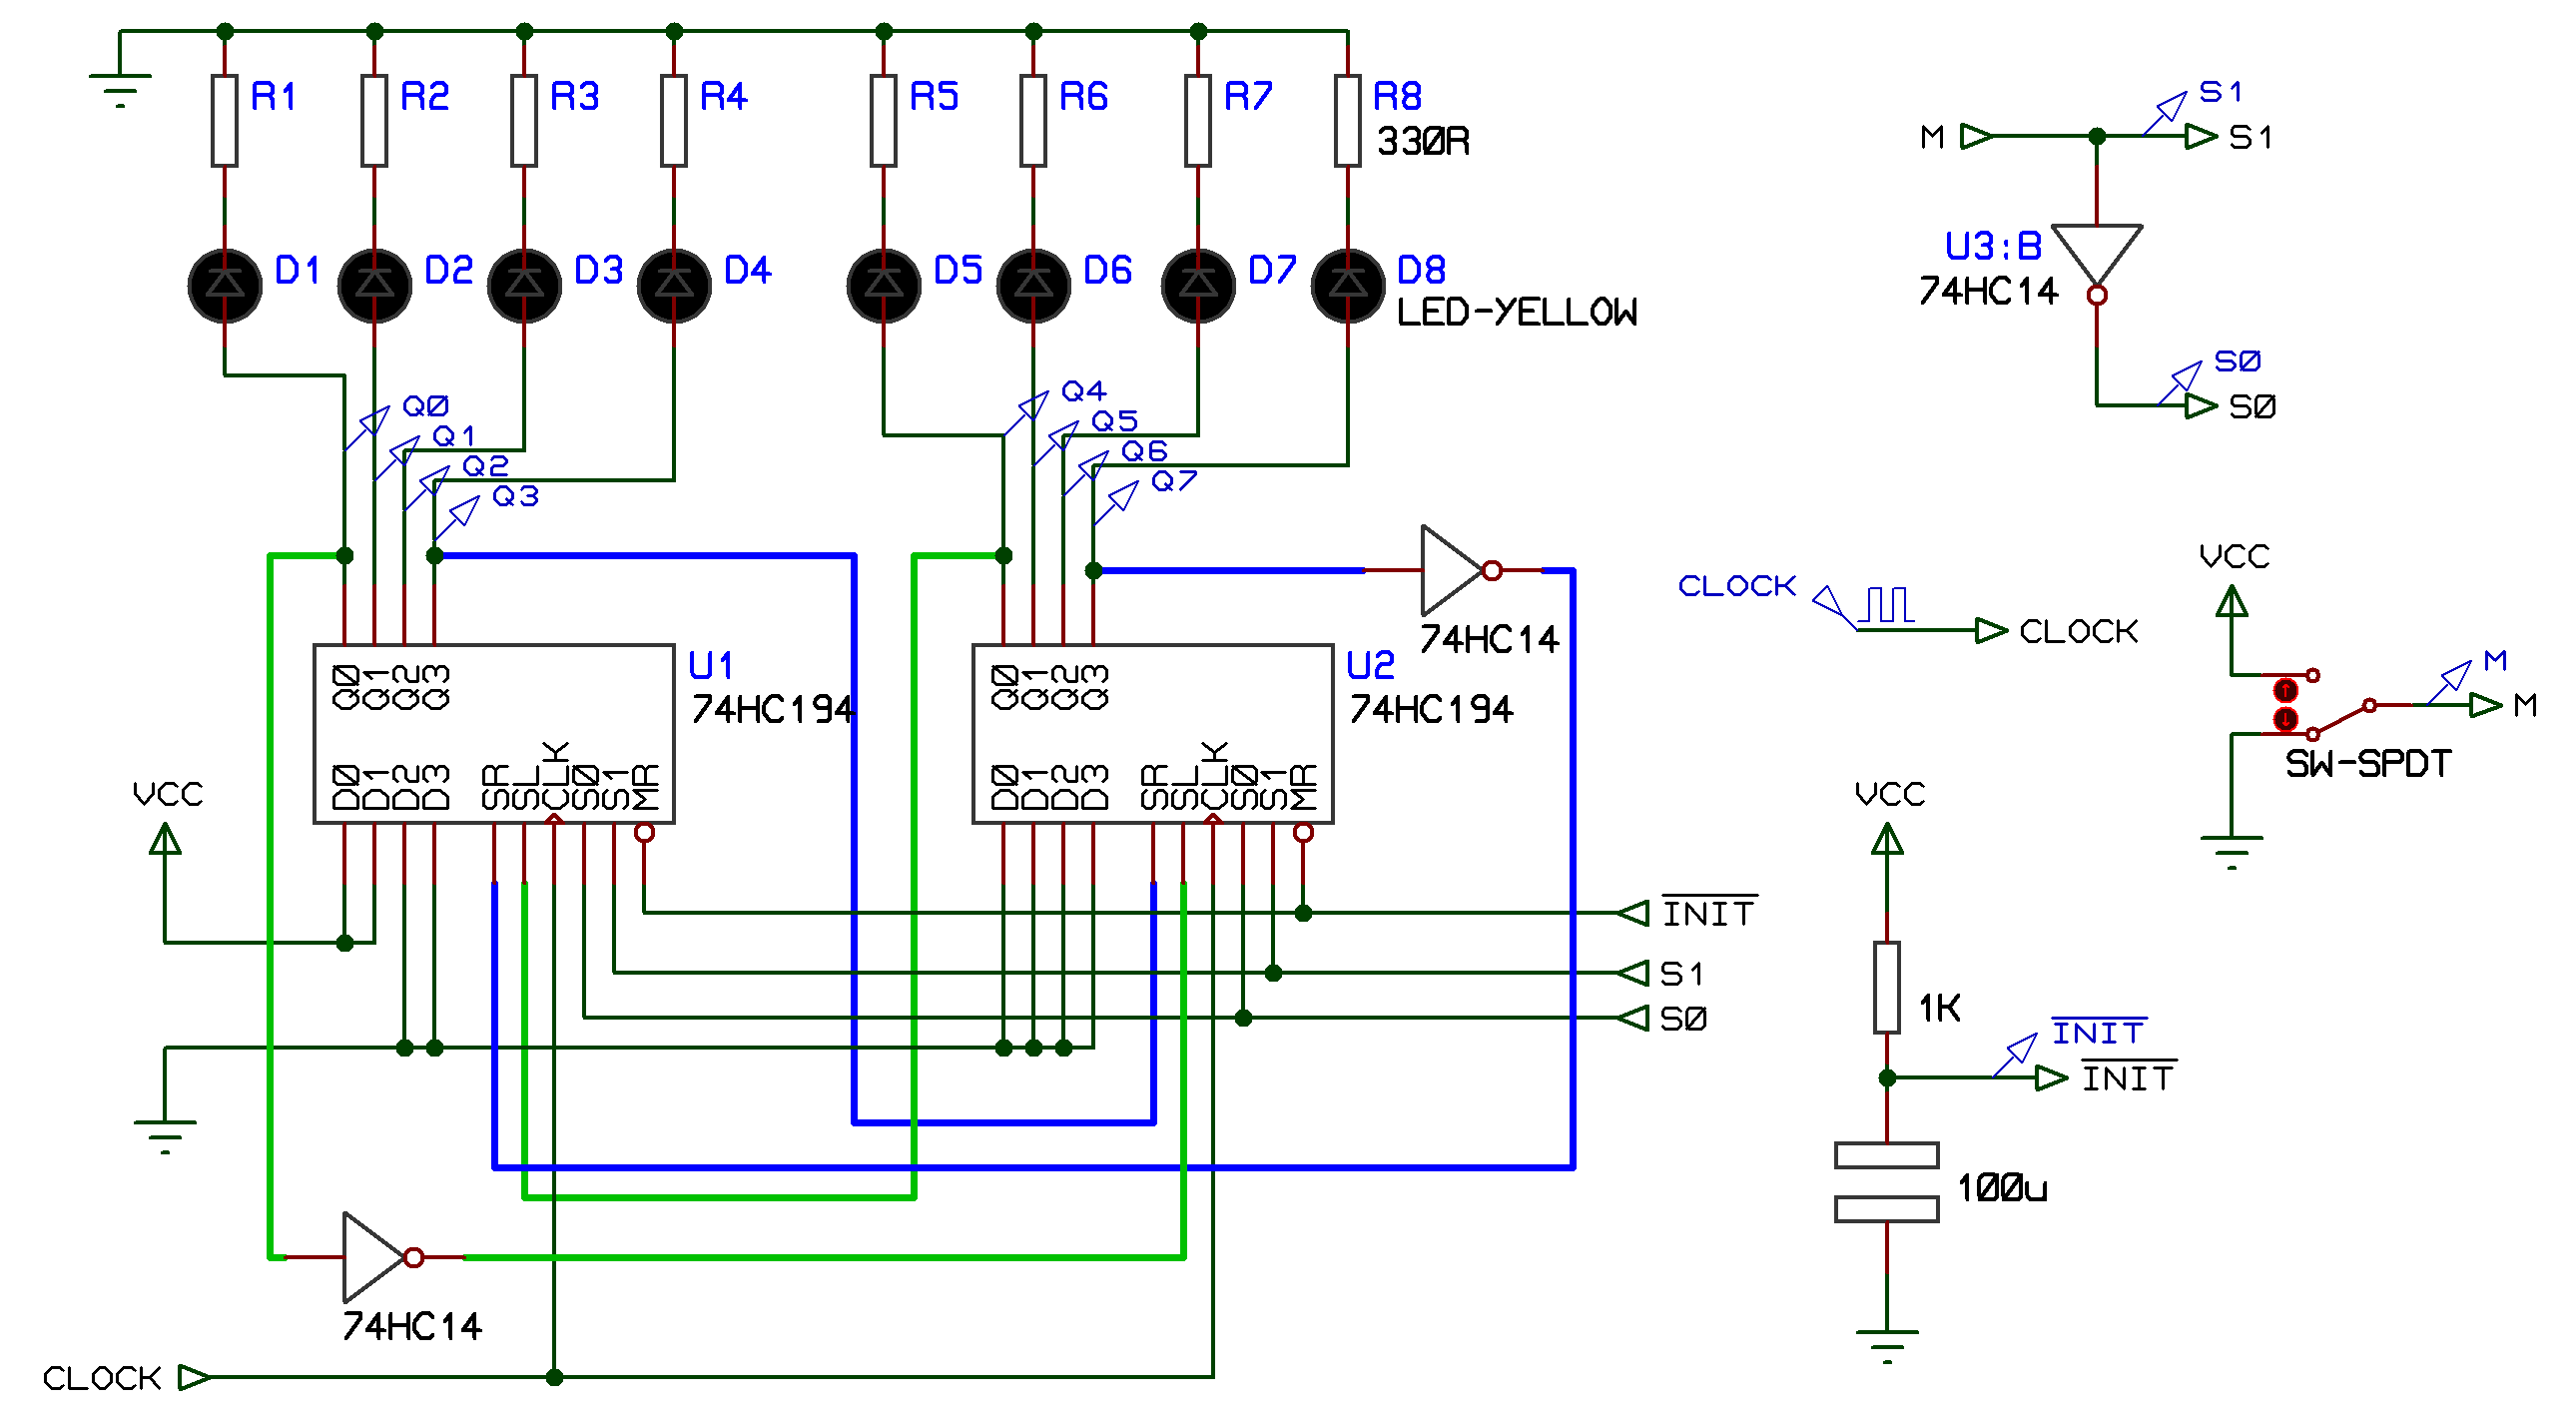 R1 R2 R3 R4 R5 R6 R7 R8
330R
D1 D2 D3 D4 D5 D6 D7 D8
LED-YELLOW
Q0
Q1
Q2
Q3
Q4
Q5
Q6
Q7
74HC14
U1
74HC194
Q0 Q1 Q2 Q3
D0 D1 D2 D3 SR SL CLK S0 S1 MR
U2
74HC194
Q0 Q1 Q2 Q3
D0 D1 D2 D3 SR SL CLK S0 S1 MR
VCC
INIT
S1
S0
74HC14
CLOCK
M
S1
S1
U3:B
74HC14
S0
S0
CLOCK
CLOCK
VCC
M
M
SW-SPDT
VCC
1K
INIT
INIT
100u